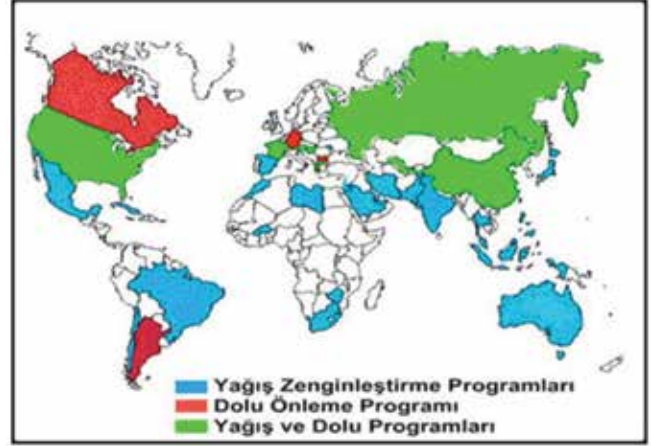 Yağış Zenginleştirme Programları
Dolu Önleme Programı
Yağış ve Dolu Programları